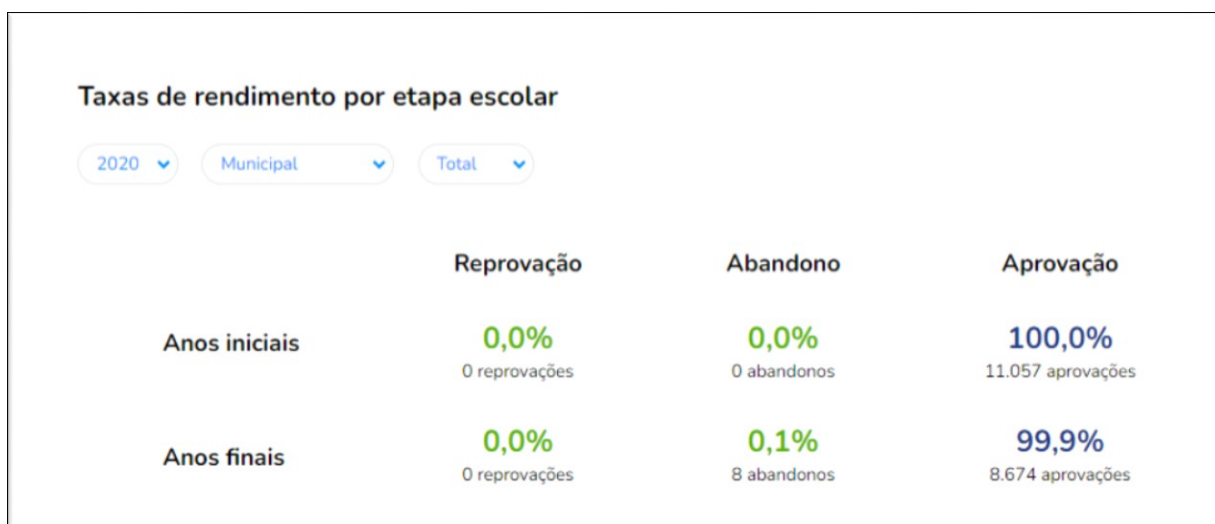 Taxas de rendimento por etapa escolar
2020 Municipal Total
Reprovação Abandono Aprovação
Anos iniciais 0,0% 0,0% 100,0%
0 reprovações 0 abandonos 11.057 aprovações
Anos finais 0,0% 0,1% 99,9%
0 reprovações 8 abandonos 8.674 aprovações